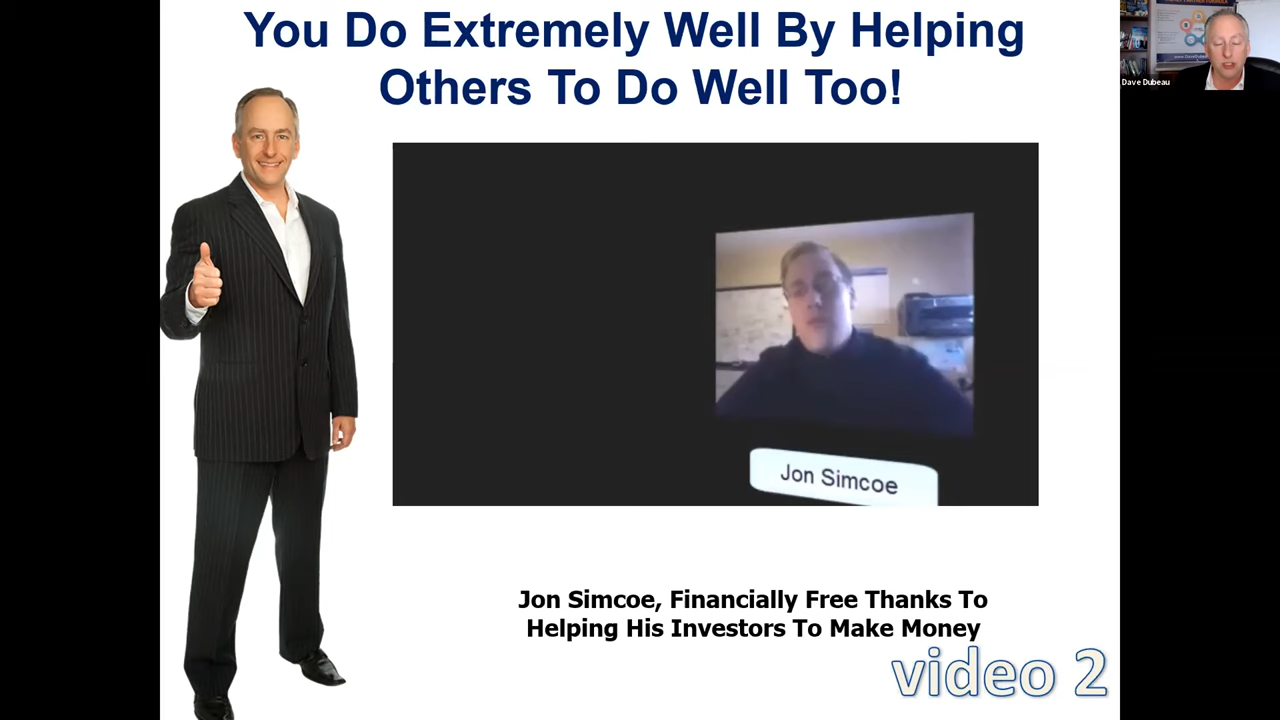 You Do Extremely Well By Helping
Others To Do Well Too!
Dave Dubeau
Jon Simcoe
Jon Simcoe, Financially Free Thanks To
Helping His Investors To Make Money
video 2